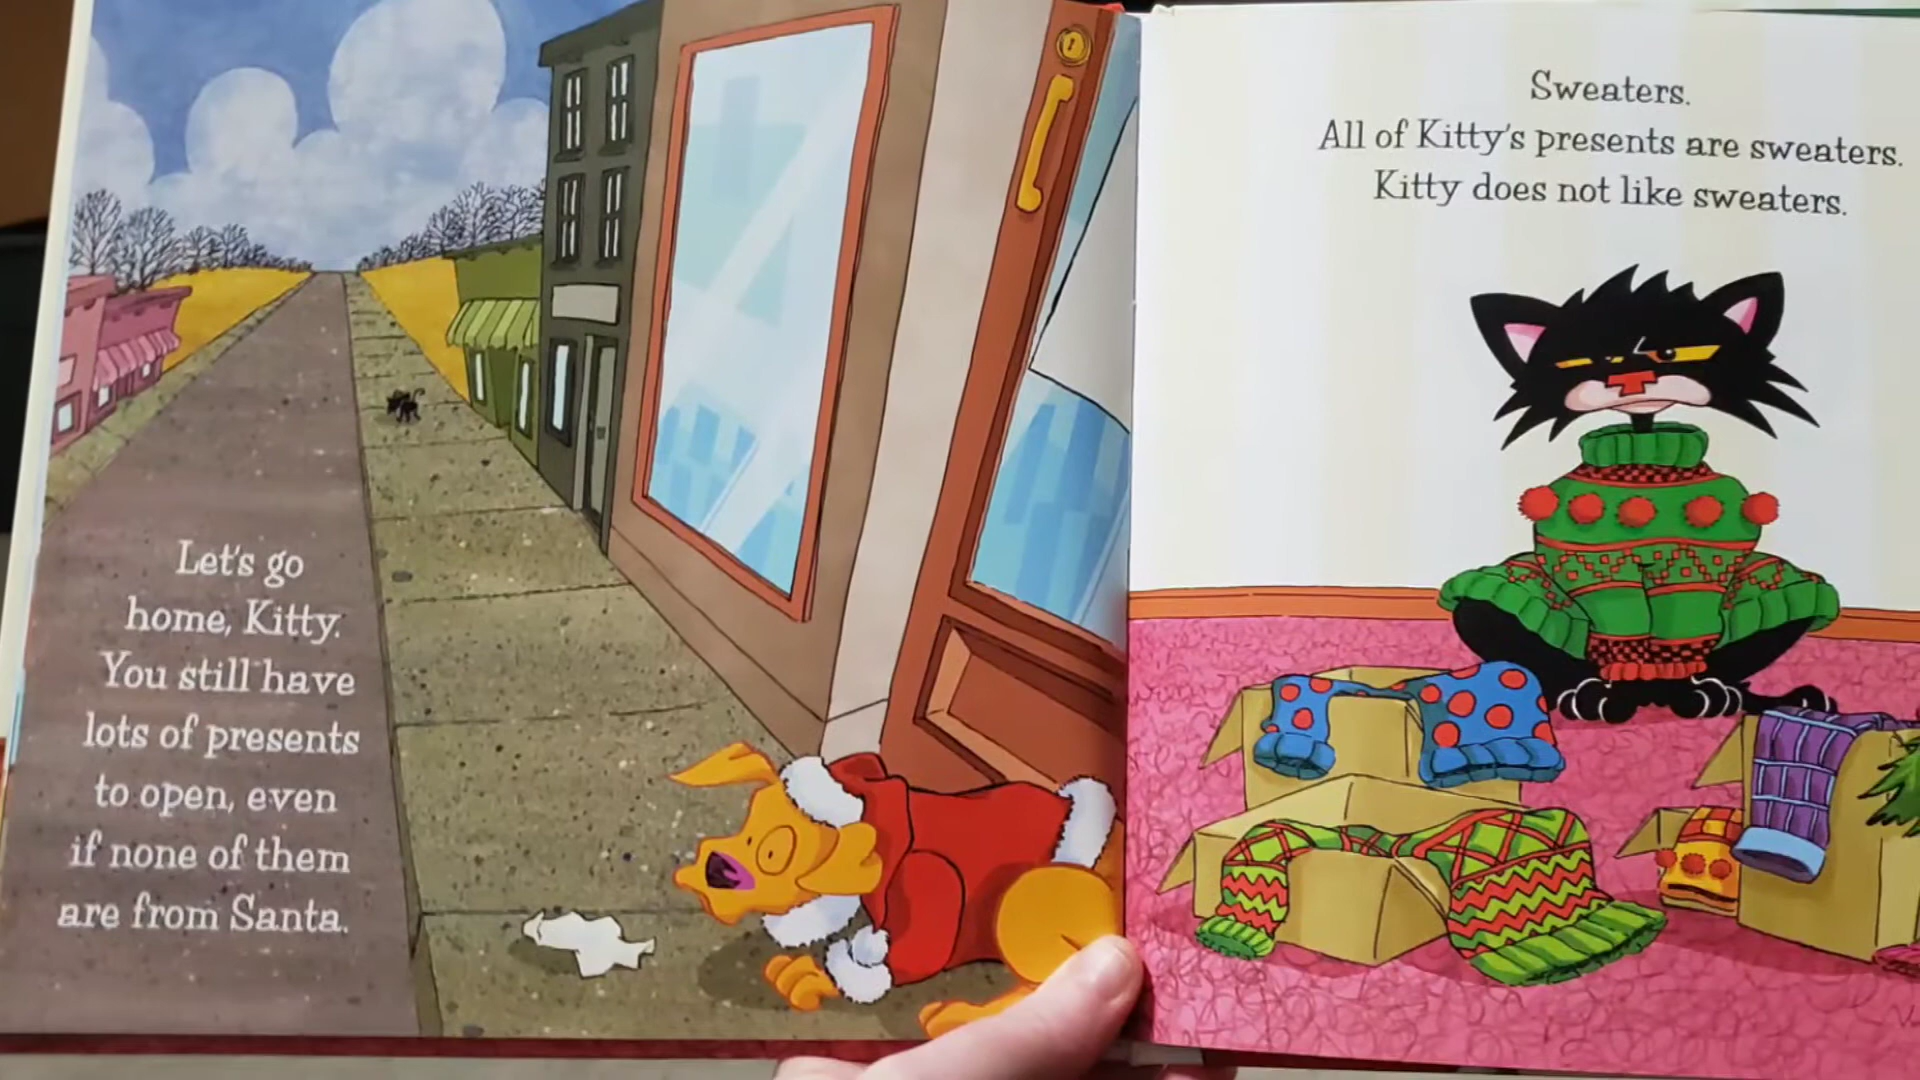 Let's go
home, Kitty.
You still have
lots of presents
to open, even
if none of them
are from Santa.
Sweaters.
All of Kitty's presents are sweaters.
Kitty does not like sweaters.